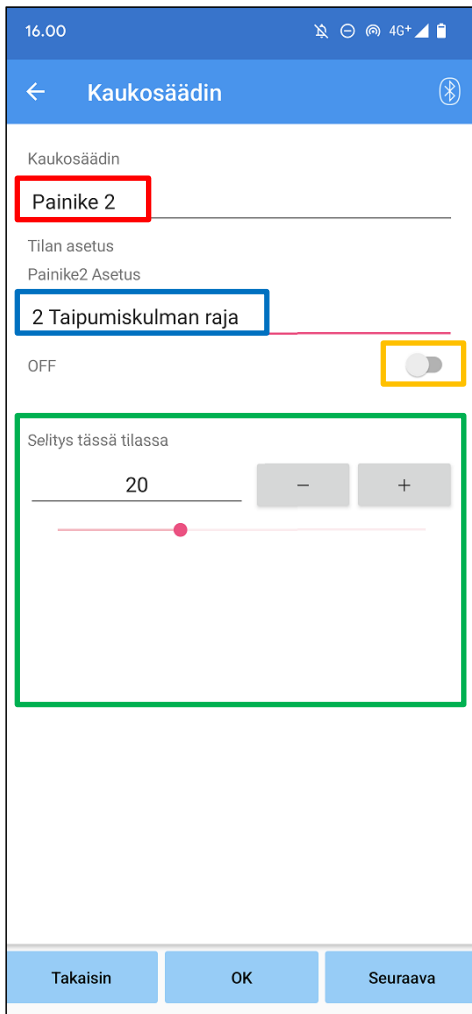 16.00 4G+
Kaukosäädin
Kaukosäädin
Painike 2
Tilan asetus
Painike2 Asetus
2 Taipumiskulman raja
OFF
Selitys tässä tilassa
20 − +
Takaisin OK Seuraava